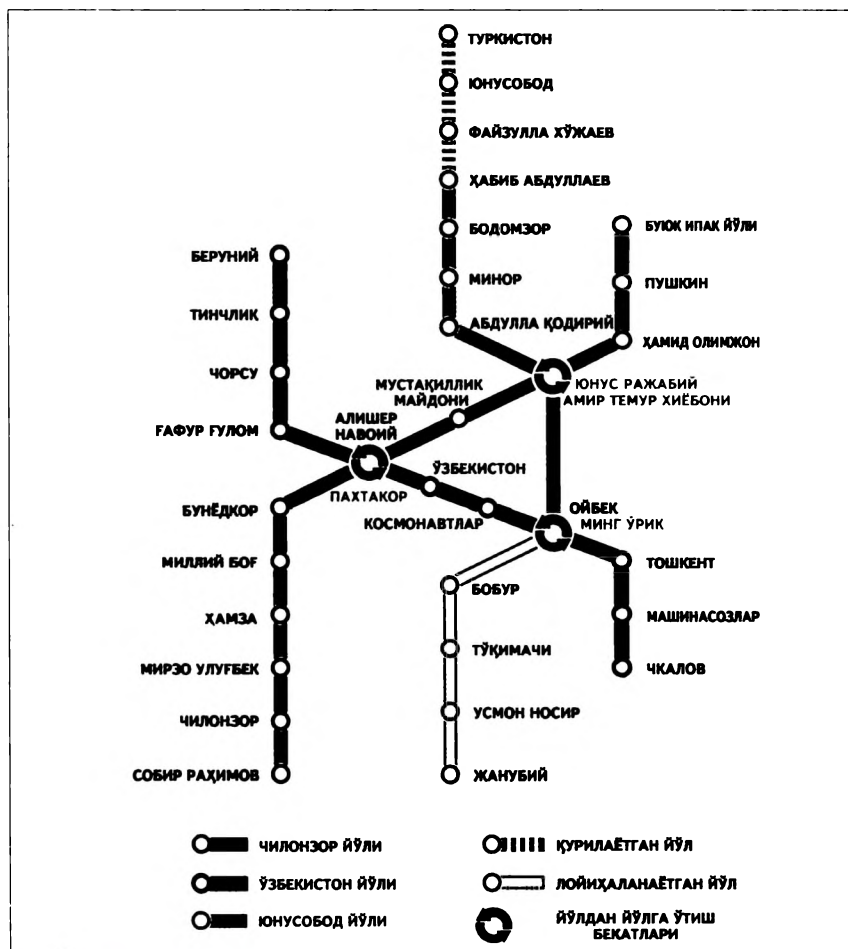 ТУРКИСТОН
ЮНУСОБОД
ФАЙЗУЛЛА ХЎЖАЕВ
ҲАБИБ АБДУЛЛАЕВ
БОДОМЗОР
МИНОР
АБДУЛЛА ҚОДИРИЙ
БУЮК ИПАК ЙЎЛИ
ПУШКИН
ҲАМИД ОЛИМЖОН
ЮНУС РАЖАБИЙ
АМИР ТЕМУР ХИЁБОНИ
БЕРУНИЙ
ТИНЧЛИК
ЧОРСУ
ҒАФУР ҒУЛОМ
МУСТАҚИЛЛИК
МАЙДОНИ
АЛИШЕР
НАВОИЙ
ПАХТАКОР
ЎЗБЕКИСТОН
КОСМОНАВТЛАР
ОЙБЕК
МИНГ ЎРИК
БУНЁДКОР
МИЛЛИЙ БОҒ
ҲАМЗА
МИРЗО УЛУҒБЕК
ЧИЛОНЗОР
СОБИР РАҲИМОВ
БОБУР
ТЎҚИМАЧИ
УСМОН НОСИР
ЖАНУБИЙ
ТОШКЕНТ
МАШИНАСОЗЛАР
ЧКАЛОВ
ЧИЛОНЗОР ЙЎЛИ
ЎЗБЕКИСТОН ЙЎЛИ
ЮНУСОБОД ЙЎЛИ
ҚУРИЛАЁТГАН ЙЎЛ
ЛОЙИҲАЛАНАЁТГАН ЙЎЛ
ЙЎЛДАН ЙЎЛГА ЎТИШ
БЕКАТЛАРИ